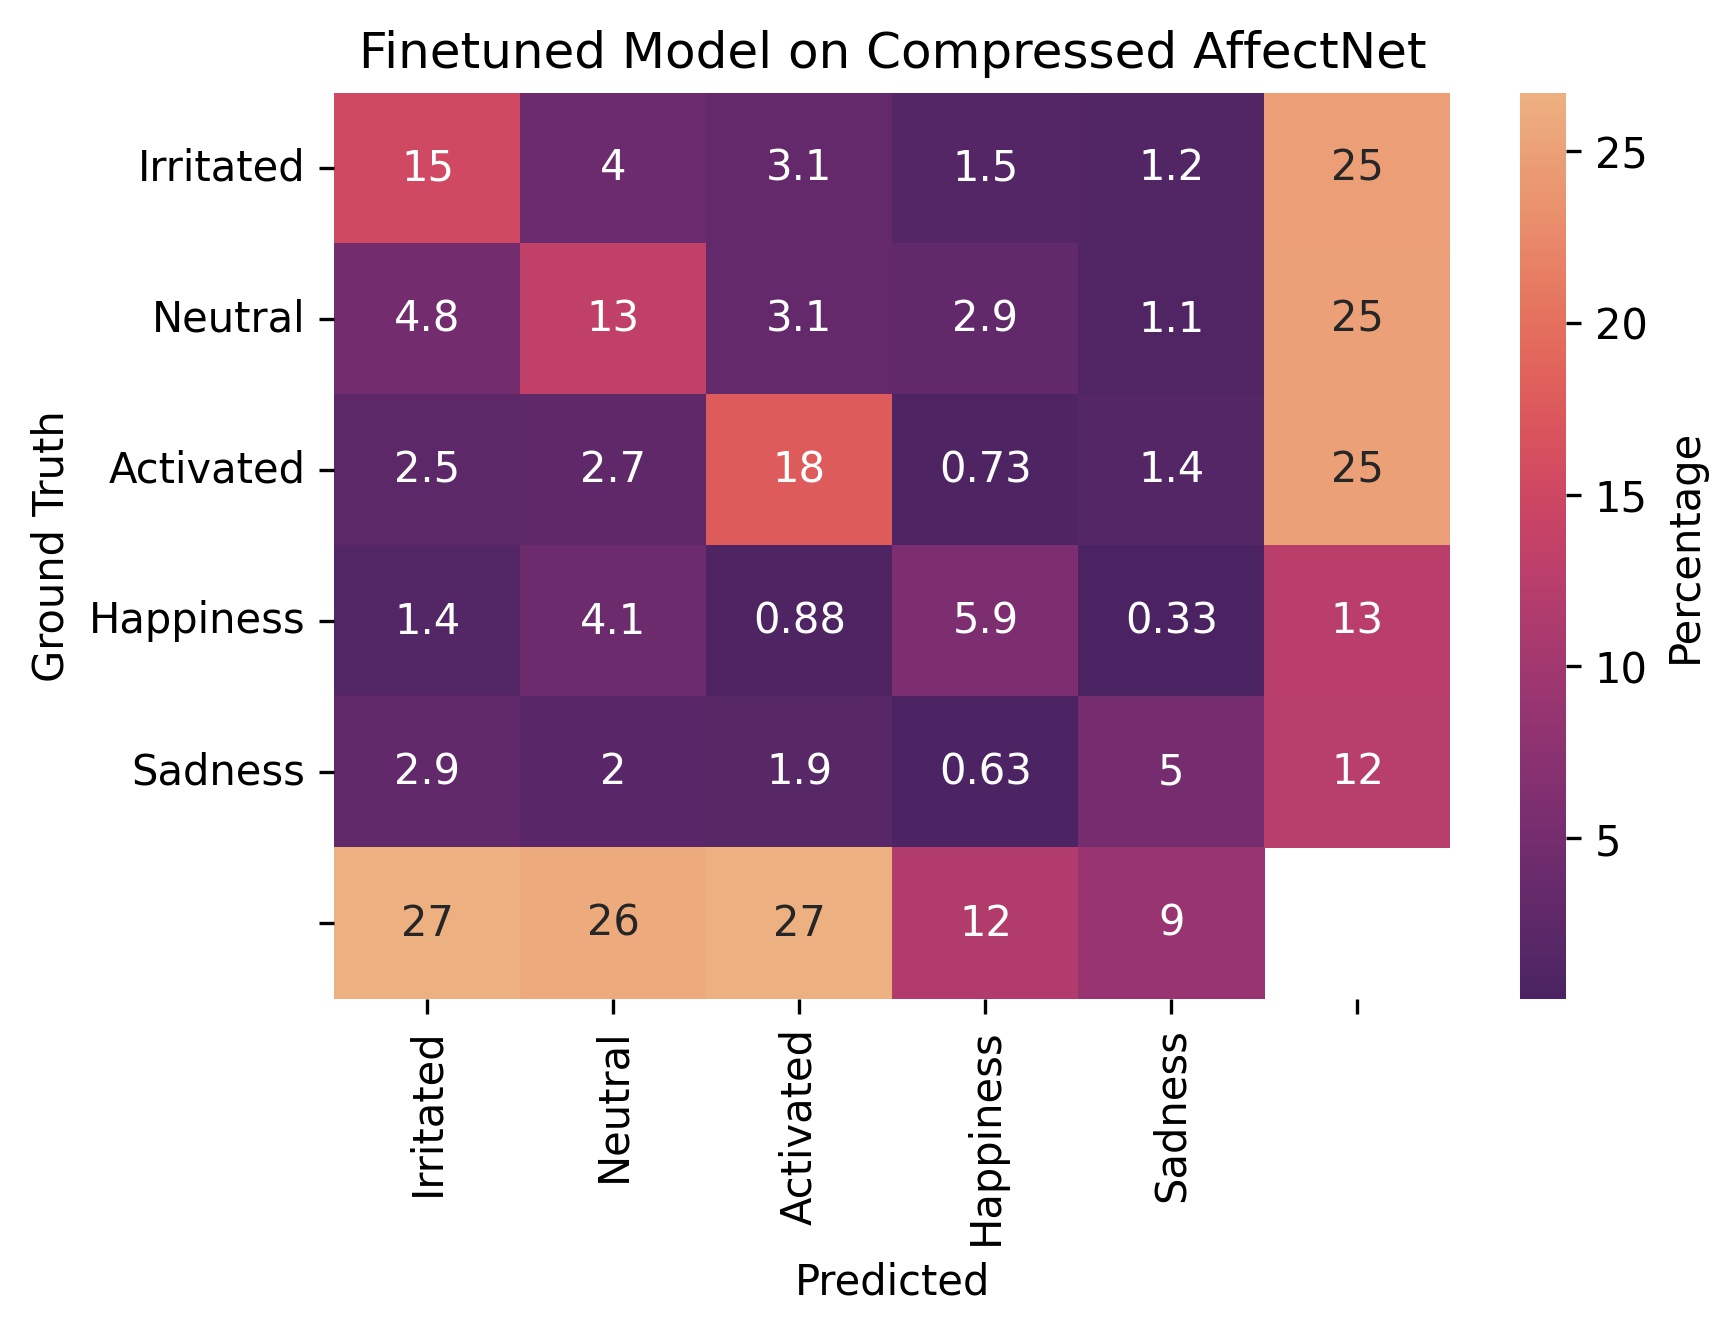 Finetuned Model on Compressed AffectNet
Irritated 15 4 3.1 1.5 1.2 25
Neutral 4.8 13 3.1 2.9 1.1 25
Activated 2.5 2.7 18 0.73 1.4 25
Happiness 1.4 4.1 0.88 5.9 0.33 13
Sadness 2.9 2 1.9 0.63 5 12
27 26 27 12 9
Ground Truth
Irritated Neutral Activated Happiness Sadness
Predicted
25
20
15
10
5
Percentage